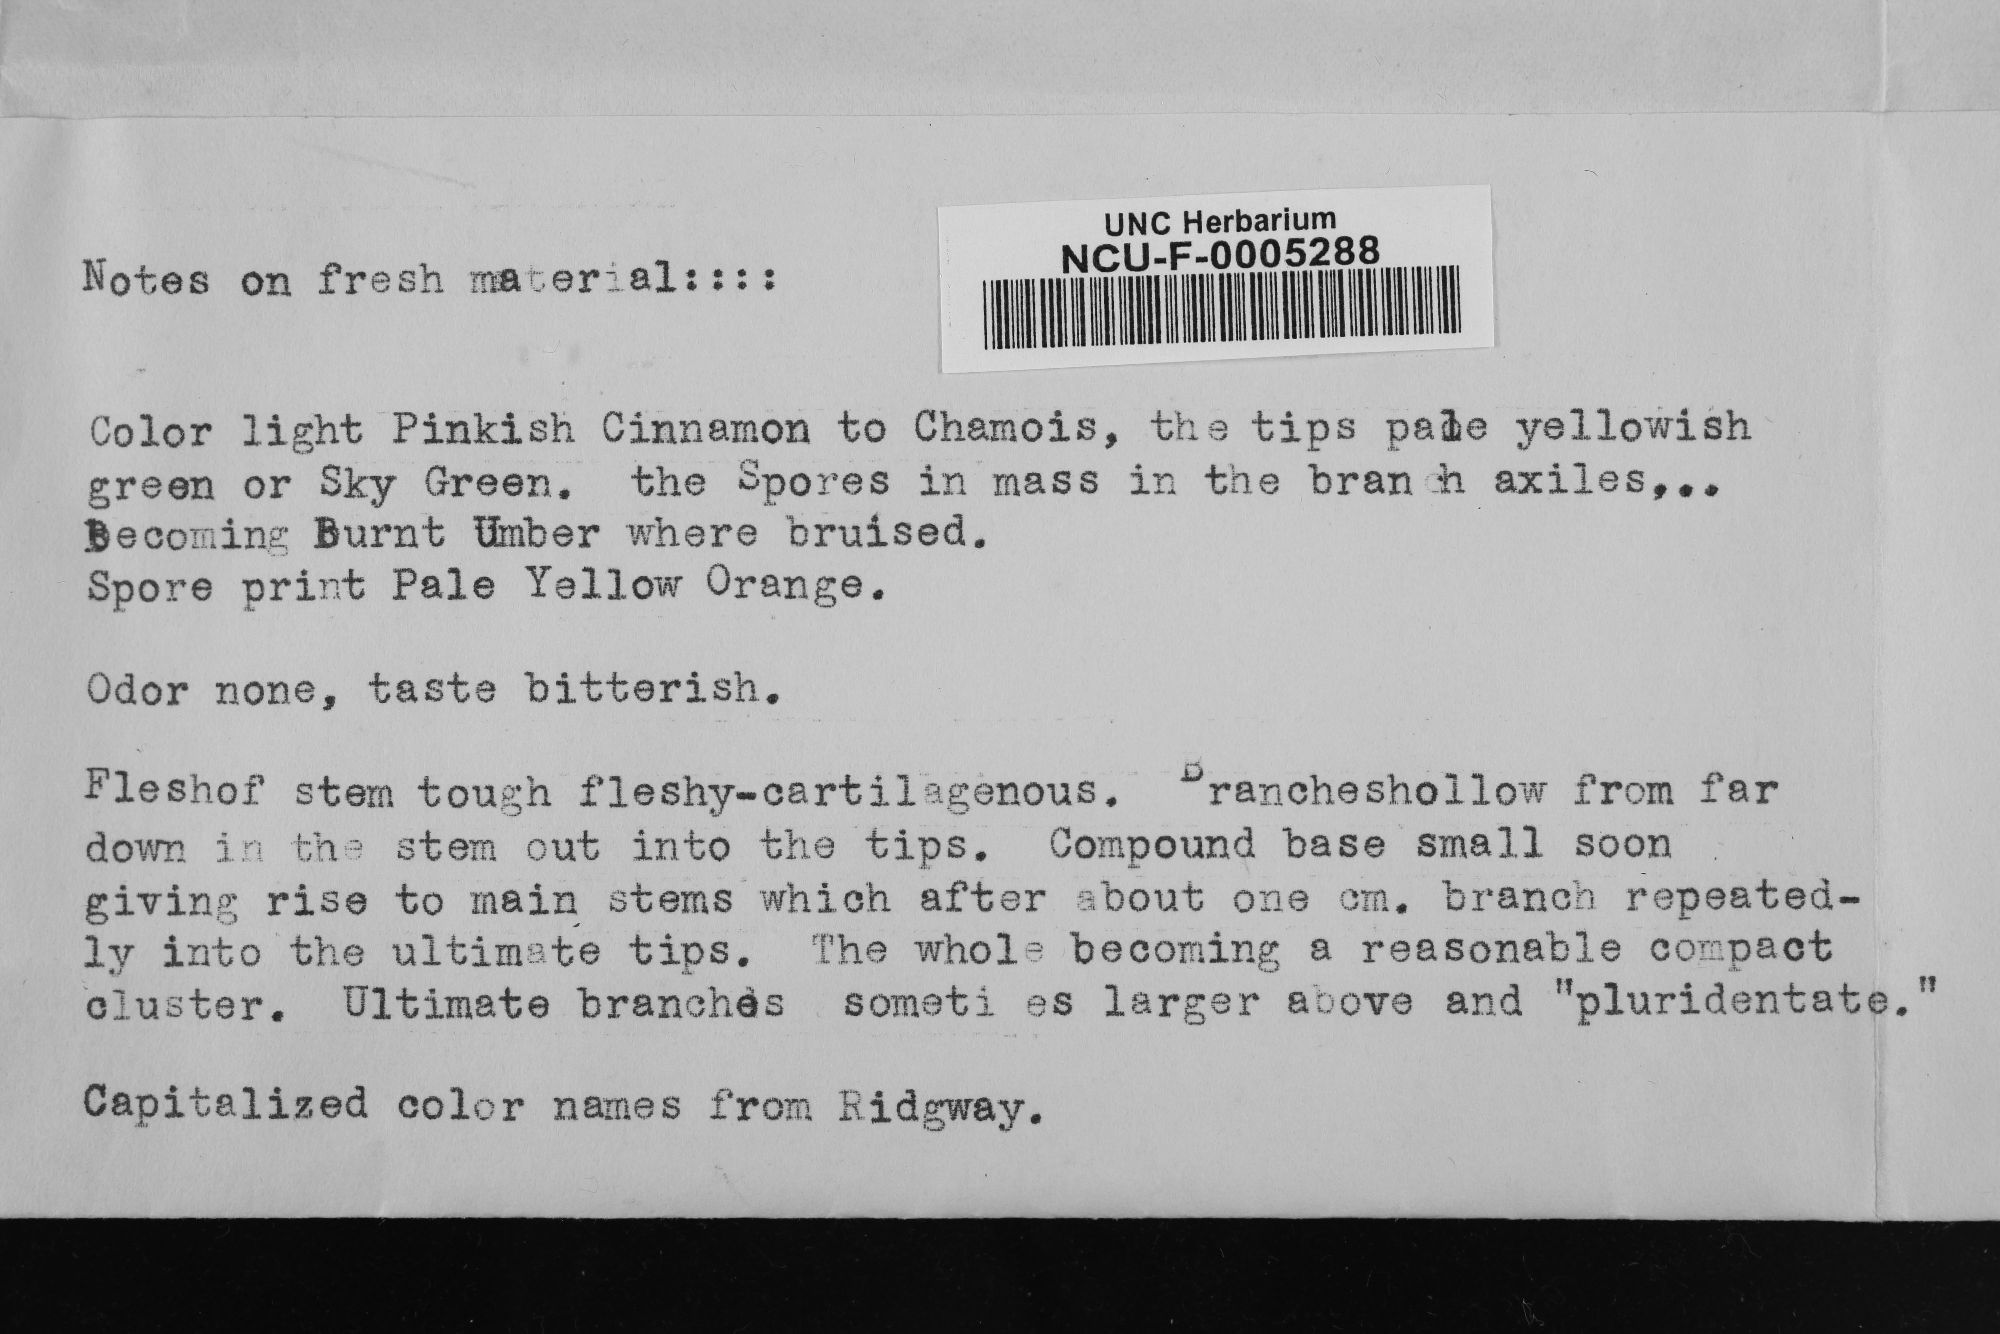 UNC Herbarium
NCU-F-0005288
Notes on fresh material::::
Color light Pinkish Cinnamon to Chamois, the tips pale yellowish
green or Sky Green.  the Spores in mass in the bran ch axiles,..
Becoming Burnt Umber where bruised.
Spore print Pale Yellow Orange.
Odor none, taste bitterish.
Fleshof stem tough fleshy-cartilagenous.  Brancheshollow from far
down in the stem out into the tips.  Compound base small soon
giving rise to main stems which after about one cm. branch repeated-
ly into the ultimate tips.  The whole becoming a reasonable compact
cluster.  Ultimate branches  someti es larger above and "pluridentate."
Capitalized color names from Ridgway.